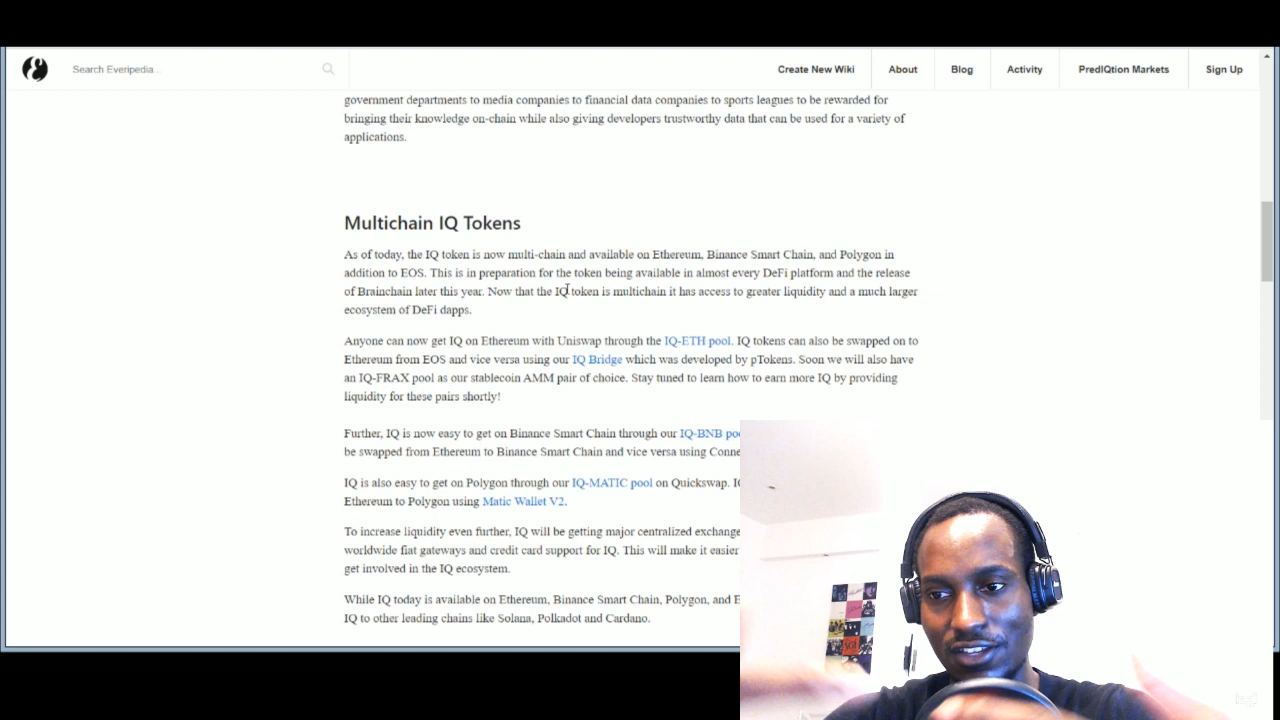 Search Everipedia...
Create New Wiki
About
Blog
Activity
PredIQtion Markets
Sign Up
government departments to media companies to financial data companies to sports leagues to be rewarded for
bringing their knowledge on-chain while also giving developers trustworthy data that can be used for a variety of
applications.
Multichain IQ Tokens
As of today, the IQ token is now multi-chain and available on Ethereum, Binance Smart Chain, and Polygon in
addition to EOS. This is in preparation for the token being available in almost every DeFi platform and the release
of Brainchain later this year. Now that the IQ token is multichain it has access to greater liquidity and a much larger
ecosystem of DeFi dapps.
Anyone can now get IQ on Ethereum with Uniswap through the IQ-ETH pool. IQ tokens can also be swapped on to
Ethereum from EOS and vice versa using our IQ Bridge which was developed by pTokens. Soon we will also have
an IQ-FRAX pool as our stablecoin AMM pair of choice. Stay tuned to learn how to earn more IQ by providing
liquidity for these pairs shortly!
Further, IQ is now easy to get on Binance Smart Chain through our IQ-BNB poo
be swapped from Ethereum to Binance Smart Chain and vice versa using Conne
IQ is also easy to get on Polygon through our IQ-MATIC pool on Quickswap. I
Ethereum to Polygon using Matic Wallet V2.
To increase liquidity even further, IQ will be getting major centralized exchange
worldwide fiat gateways and credit card support for IQ. This will make it easier
get involved in the IQ ecosystem.
While IQ today is available on Ethereum, Binance Smart Chain, Polygon, and E
IQ to other leading chains like Solana, Polkadot and Cardano.